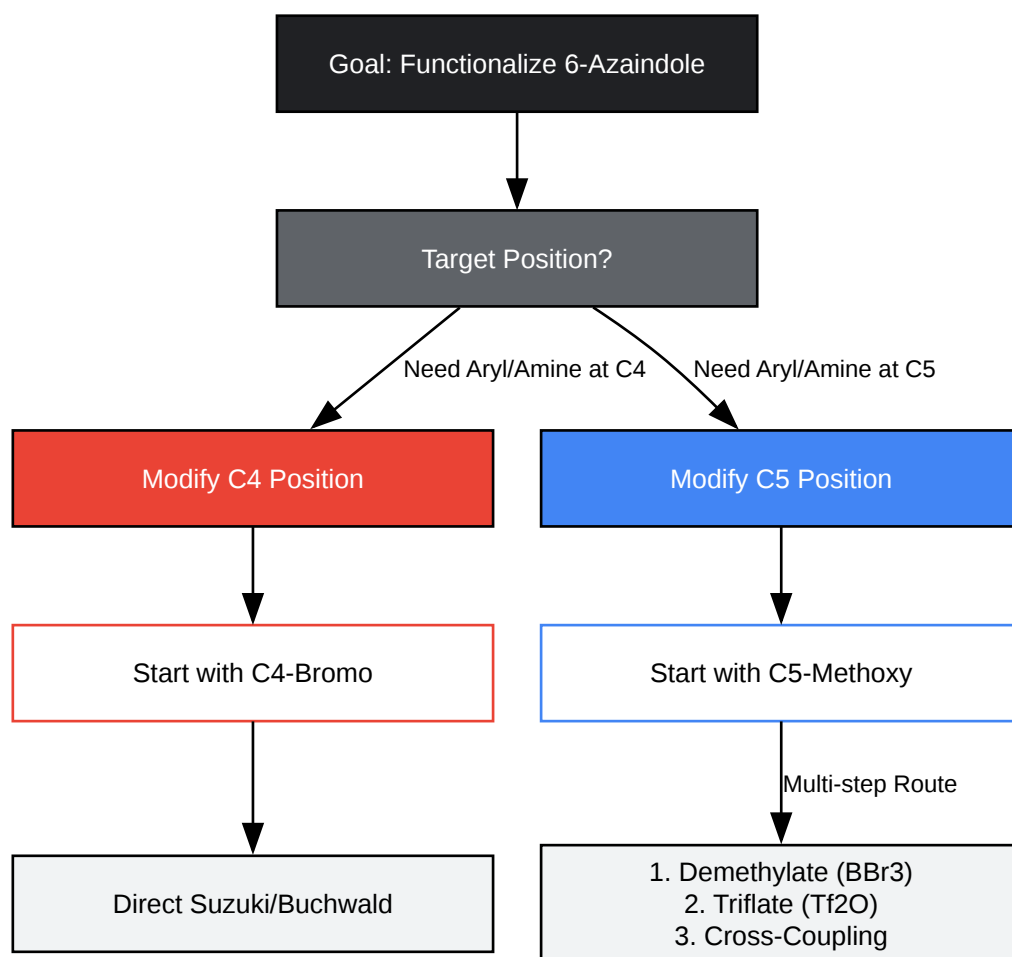 Goal: Functionalize 6-Azaindole
Target Position?
Need Aryl/Amine at C4
Need Aryl/Amine at C5
Modify C4 Position
Modify C5 Position
Start with C4-Bromo
Start with C5-Methoxy
Multi-step Route
Direct Suzuki/Buchwald
1. Demethylate (BBr3)
2. Triflate (Tf2O)
3. Cross-Coupling